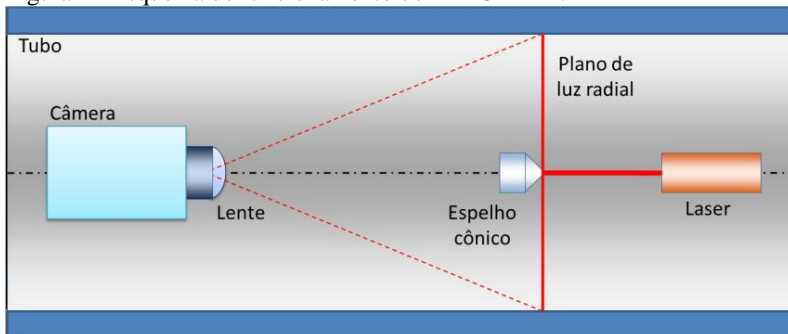 Tubo
Plano de
luz radial
Câmera
Lente
Espelho
cônico
Laser